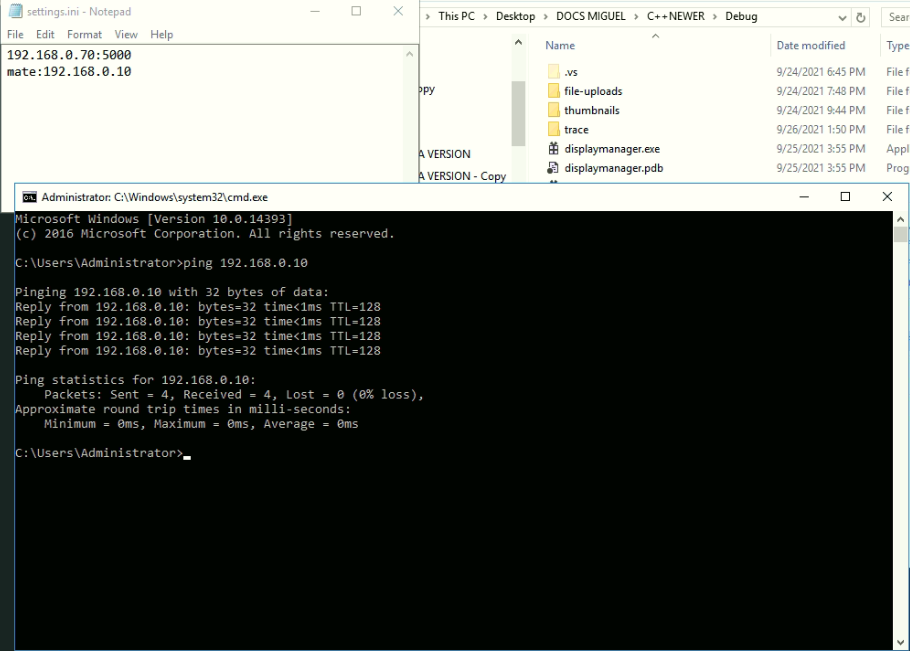 settings.ini - Notepad
File Edit Format View Help
192.168.0.70:5000
mate:192.168.0.10
This PC > Desktop > DOCS MIGUEL > C++NEWER > Debug
Sear
Name Date modified Type
.vs 9/24/2021 6:45 PM File f
file-uploads 9/24/2021 7:48 PM File f
thumbnails 9/24/2021 9:44 PM File f
trace 9/26/2021 1:50 PM File f
displaymanager.exe 9/25/2021 3:55 PM Appl
displaymanager.pdb 9/25/2021 3:55 PM Prog
PPY
A VERSION
A VERSION - Copy
Administrator: C:\Windows\system32\cmd.exe
Microsoft Windows [Version 10.0.14393]
(c) 2016 Microsoft Corporation. All rights reserved.
C:\Users\Administrator>ping 192.168.0.10
Pinging 192.168.0.10 with 32 bytes of data:
Reply from 192.168.0.10: bytes=32 time<1ms TTL=128
Reply from 192.168.0.10: bytes=32 time<1ms TTL=128
Reply from 192.168.0.10: bytes=32 time<1ms TTL=128
Reply from 192.168.0.10: bytes=32 time<1ms TTL=128
Ping statistics for 192.168.0.10:
Packets: Sent = 4, Received = 4, Lost = 0 (0% loss),
Approximate round trip times in milli-seconds:
Minimum = 0ms, Maximum = 0ms, Average = 0ms
C:\Users\Administrator>